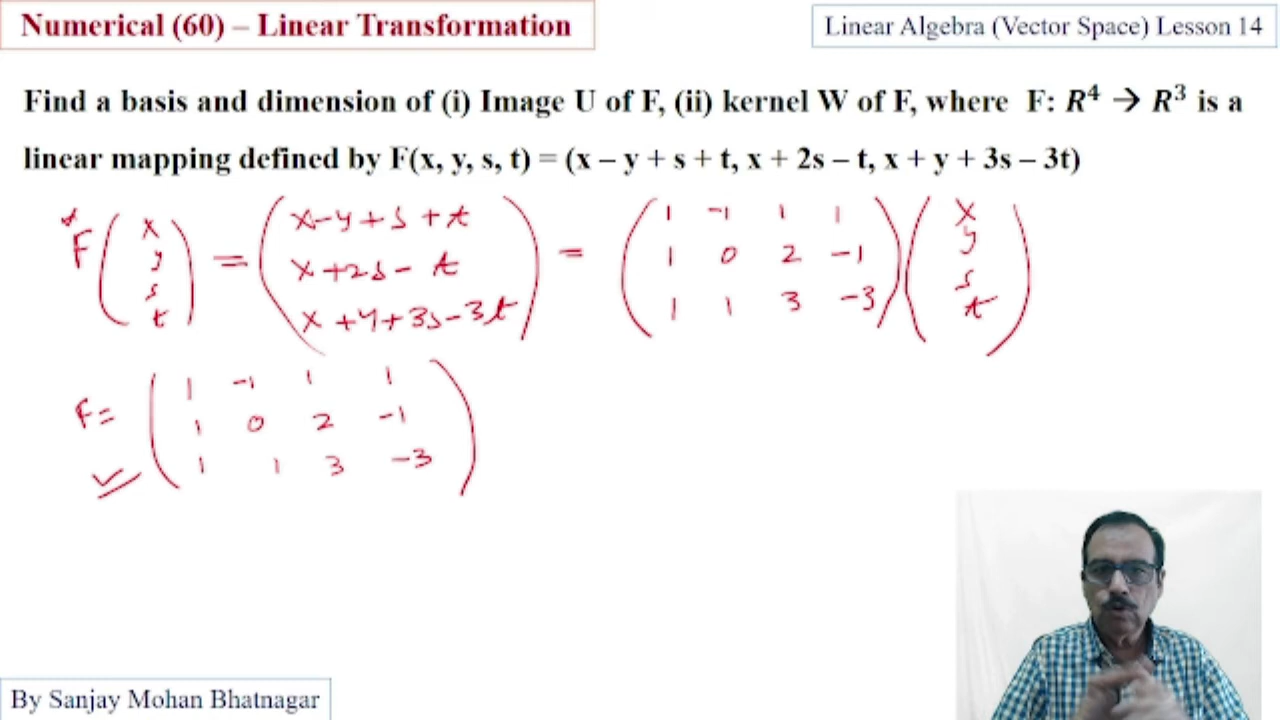 Numerical (60) – Linear Transformation
Linear Algebra (Vector Space) Lesson 14
Find a basis and dimension of (i) Image U of F, (ii) kernel W of F, where F: R⁴ → R³ is a
linear mapping defined by F(x, y, s, t) = (x – y + s + t, x + 2s – t, x + y + 3s – 3t)
x x-y+s+t 1 -1 1 1 x
F y = x+2s-t = 1 0 2 -1 y
s x+y+3s-3t 1 1 3 -3 s
t t
1 -1 1 1
F= 1 0 2 -1
1 1 3 -3
By Sanjay Mohan Bhatnagar